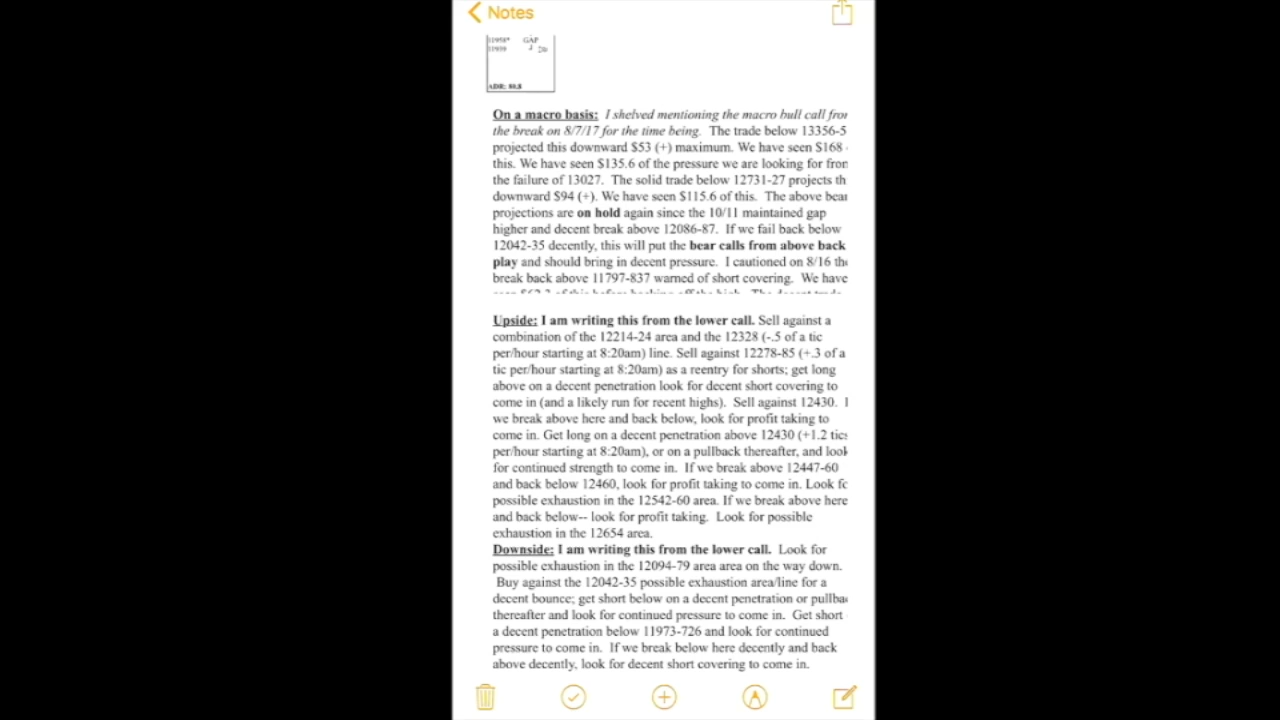 Notes
GAP
ADR: 80.8
On a macro basis: I shelved mentioning the macro bull call from
the break on 8/7/17 for the time being. The trade below 13356-5
projected this downward $53 (+) maximum. We have seen $168
this. We have seen $135.6 of the pressure we are looking for from
the failure of 13027. The solid trade below 12731-27 projects th
downward $94 (+). We have seen $115.6 of this. The above bear
projections are on hold again since the 10/11 maintained gap
higher and decent break above 12086-87. If we fail back below
12042-35 decently, this will put the bear calls from above back
play and should bring in decent pressure. I cautioned on 8/16 the
break back above 11797-837 warned of short covering. We have
Upside: I am writing this from the lower call. Sell against a
combination of the 12214-24 area and the 12328 (-.5 of a tic
per/hour starting at 8:20am) line. Sell against 12278-85 (+.3 of a
tic per/hour starting at 8:20am) as a reentry for shorts; get long
above on a decent penetration look for decent short covering to
come in (and a likely run for recent highs). Sell against 12430. I
we break above here and back below, look for profit taking to
come in. Get long on a decent penetration above 12430 (+1.2 tics
per/hour starting at 8:20am), or on a pullback thereafter, and look
for continued strength to come in. If we break above 12447-60
and back below 12460, look for profit taking to come in. Look fo
possible exhaustion in the 12542-60 area. If we break above here
and back below-- look for profit taking. Look for possible
exhaustion in the 12654 area.
Downside: I am writing this from the lower call. Look for
possible exhaustion in the 12094-79 area area on the way down.
Buy against the 12042-35 possible exhaustion area/line for a
decent bounce; get short below on a decent penetration or pullba
thereafter and look for continued pressure to come in. Get short
a decent penetration below 11973-726 and look for continued
pressure to come in. If we break below here decently and back
above decently, look for decent short covering to come in.